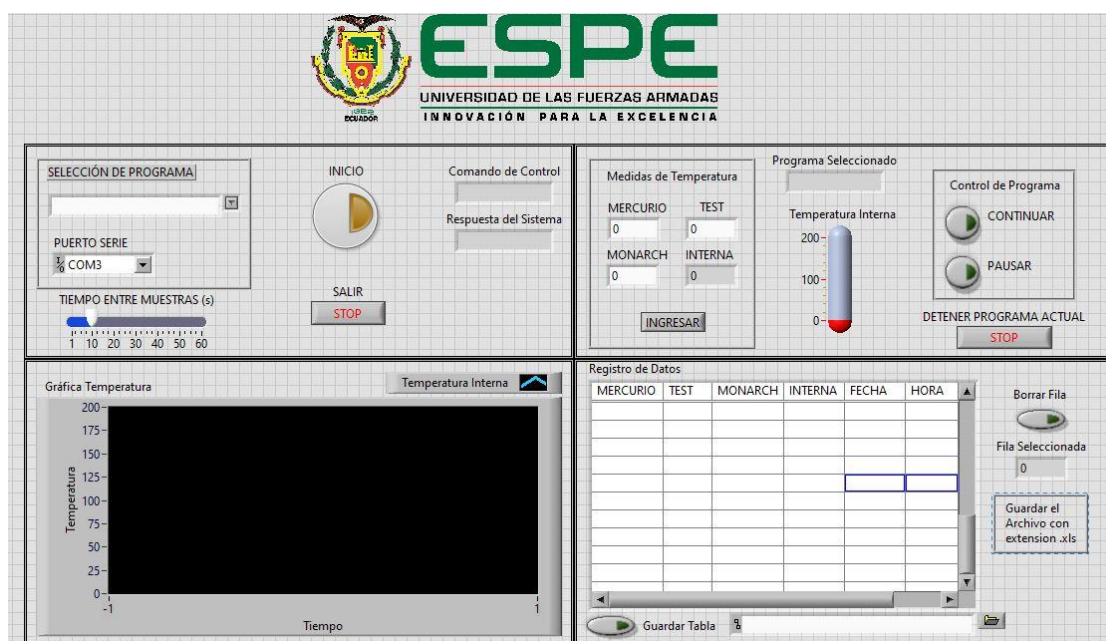 ESPE
UNIVERSIDAD DE LAS FUERZAS ARMADAS
INNOVACIÓN PARA LA EXCELENCIA
1922
ECUADOR
SELECCIÓN DE PROGRAMA
PUERTO SERIE
COM3
TIEMPO ENTRE MUESTRAS (s)
1 10 20 30 40 50 60
INICIO
SALIR
STOP
Comando de Control
Respuesta del Sistema
Medidas de Temperatura
MERCURIO TEST
0 0
MONARCH INTERNA
0 0
INGRESAR
Programa Seleccionado
Temperatura Interna
200
100
0
Control de Programa
CONTINUAR
PAUSAR
DETENER PROGRAMA ACTUAL
STOP
Gráfica Temperatura
Temperatura Interna
200
175
150
125
100
75
50
25
0
Temperatura
-1 1
Tiempo
Registro de Datos
MERCURIO TEST MONARCH INTERNA FECHA HORA
Borrar Fila
Fila Seleccionada
0
Guardar el
Archivo con
extension .xls
Guardar Tabla